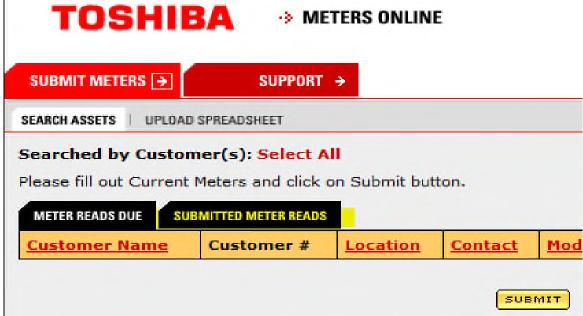 TOSHIBA METERS ONLINE
SUBMIT METERS SUPPORT
SEARCH ASSETS | UPLOAD SPREADSHEET
Searched by Customer(s): Select All
Please fill out Current Meters and click on Submit button.
METER READS DUE SUBMITTED METER READS
Customer Name Customer # Location Contact Mod
SUBMIT